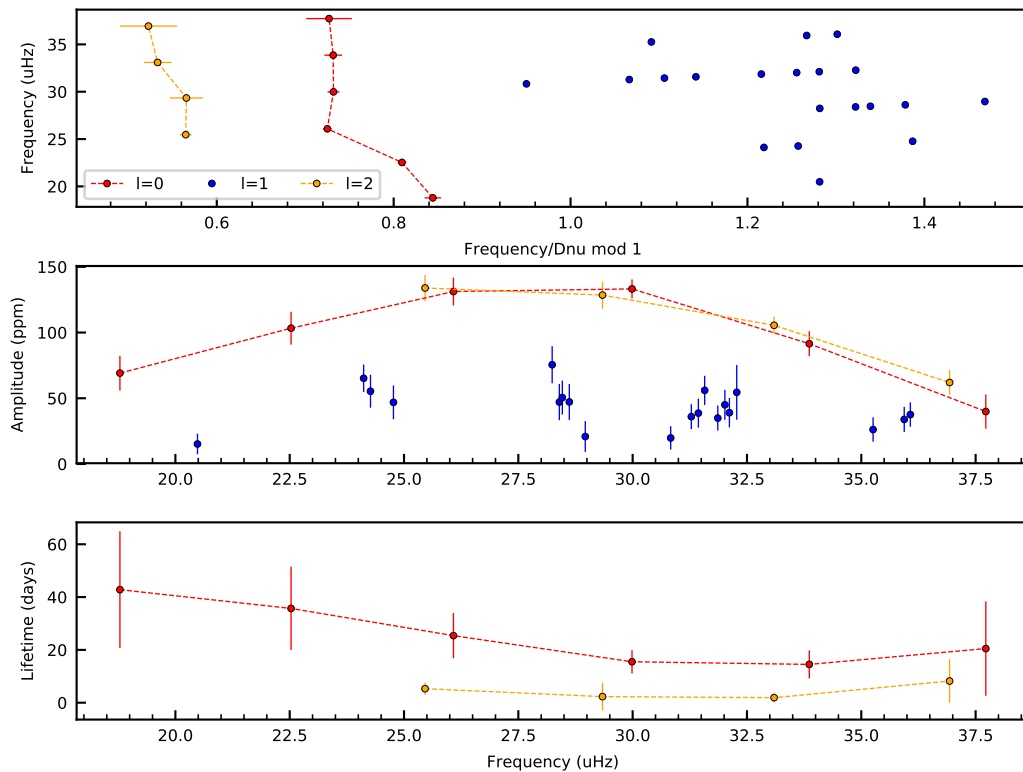 35
30
25
20
Frequency (uHz)
l=0 l=1 l=2
0.6 0.8 1.0 1.2 1.4
Frequency/Dnu mod 1
150
100
50
0
Amplitude (ppm)
20.0 22.5 25.0 27.5 30.0 32.5 35.0 37.5
60
40
20
0
Lifetime (days)
20.0 22.5 25.0 27.5 30.0 32.5 35.0 37.5
Frequency (uHz)